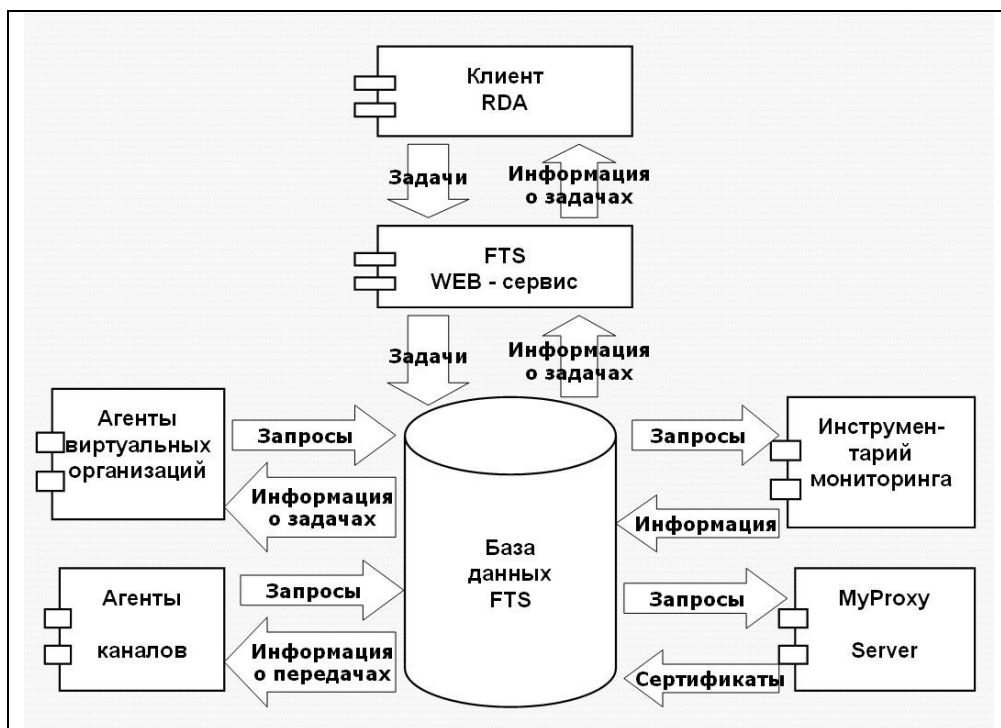 Клиент
RDA
Задачи
Информация
о задачах
FTS
WEB - сервис
Задачи
Информация
о задачах
Агенты
виртуальных
организаций
Запросы
Информация
о задачах
Запросы
Инструмен-
тарий
мониторинга
Информация
База
данных
FTS
Агенты
каналов
Запросы
Информация
о передачах
Запросы
MyProxy
Server
Сертификаты